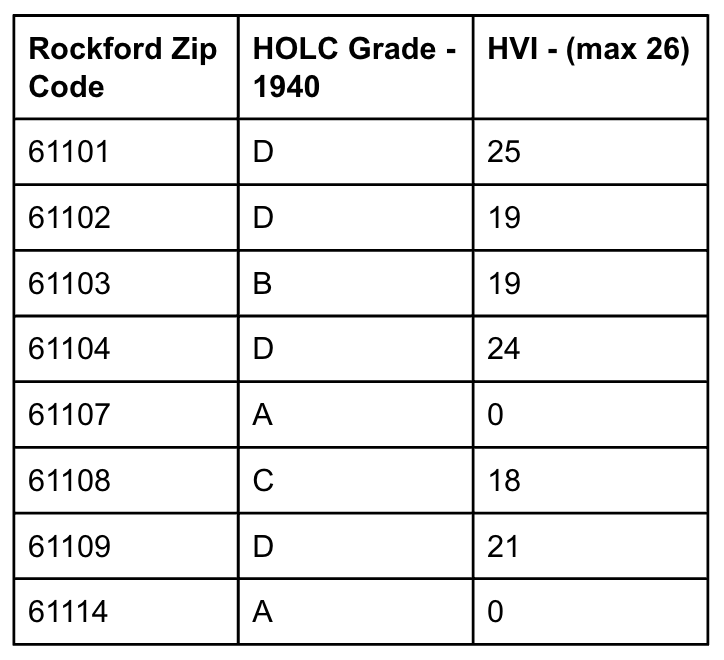 Rockford Zip Code HOLC Grade - 1940 HVI - (max 26)
61101 D 25
61102 D 19
61103 B 19
61104 D 24
61107 A 0
61108 C 18
61109 D 21
61114 A 0